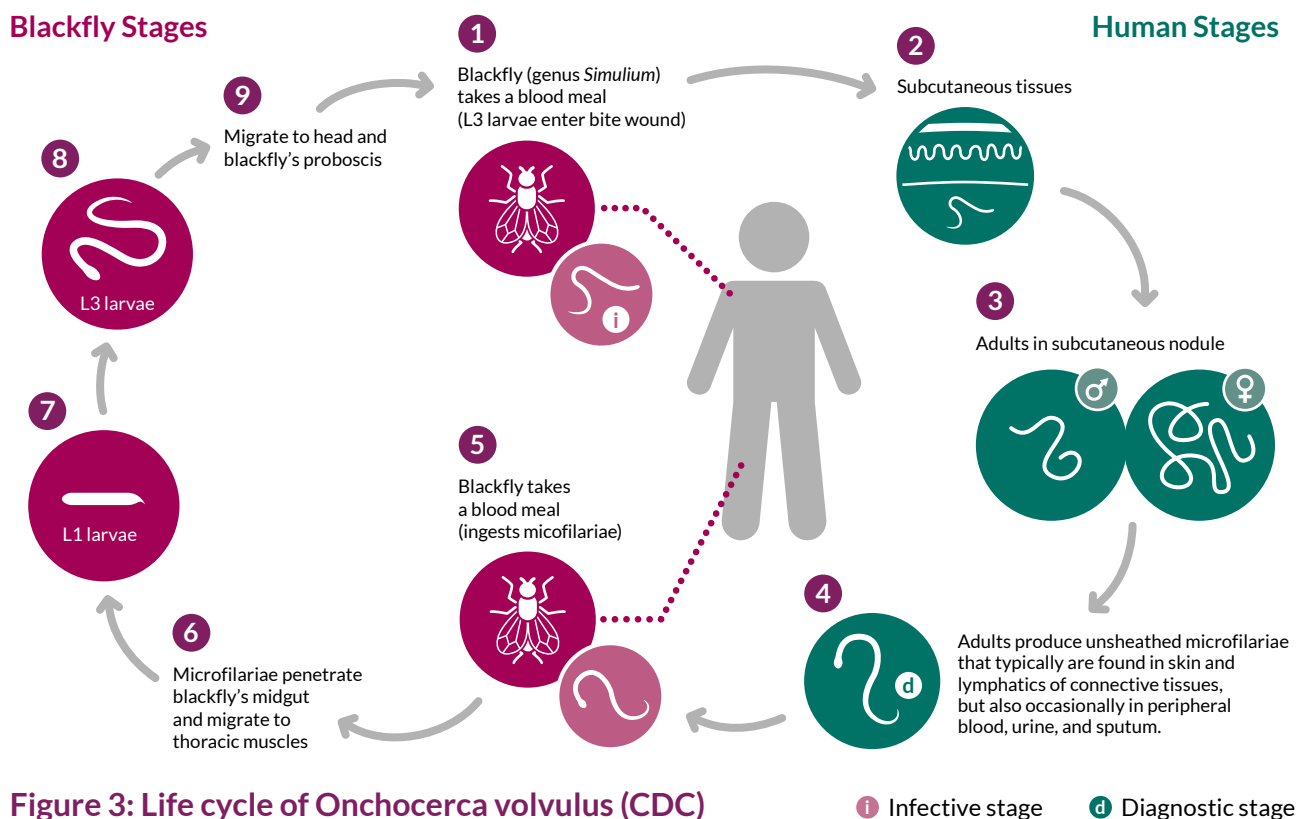 Blackfly Stages
Human Stages
1
Blackfly (genus Simulium)
takes a blood meal
(L3 larvae enter bite wound)
i
2
Subcutaneous tissues
3
Adults in subcutaneous nodule
♂
♀
4
Adults produce unsheathed microfilariae
that typically are found in skin and
lymphatics of connective tissues,
but also occasionally in peripheral
blood, urine, and sputum.
d
5
Blackfly takes
a blood meal
(ingests micofilariae)
6
Microfilariae penetrate
blackfly’s midgut
and migrate to
thoracic muscles
7
L1 larvae
8
L3 larvae
9
Migrate to head and
blackfly’s proboscis
Figure 3: Life cycle of Onchocerca volvulus (CDC)
i Infective stage
d Diagnostic stage